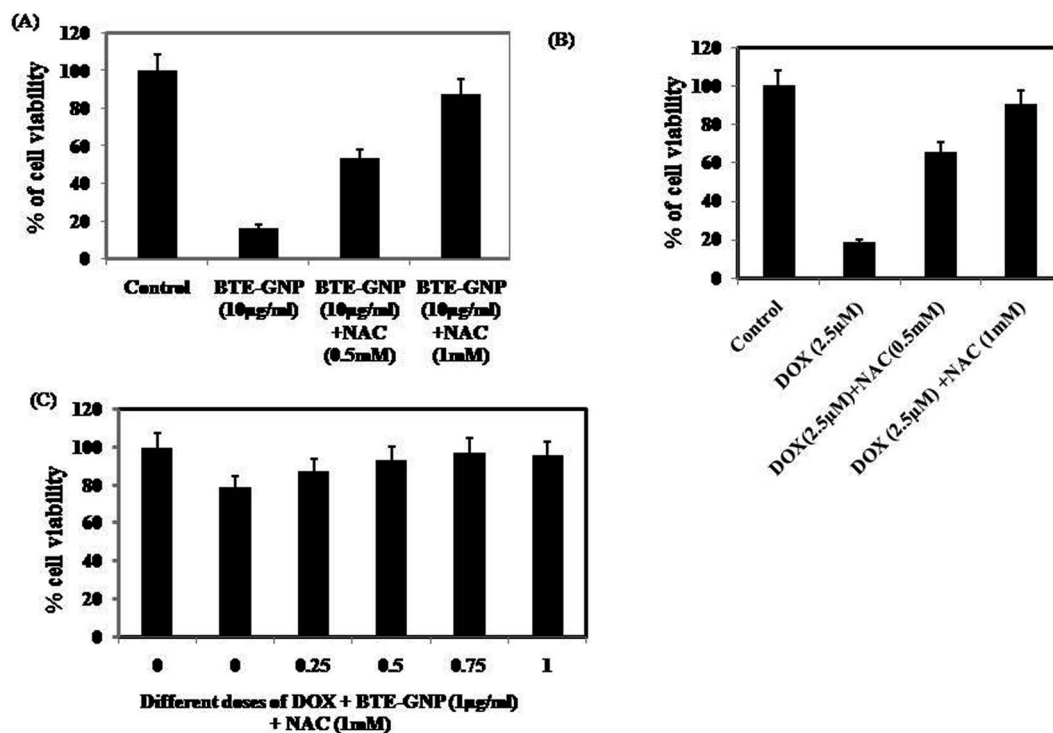 (A)
120
100
80
60
40
20
0
% of cell viability
Control
BTE-GNP
(10µg/ml)
BTE-GNP
(10µg/ml)
+NAC
(0.5mM)
BTE-GNP
(10µg/ml)
+NAC
(1mM)
(B)
120
100
80
60
40
20
0
% of cell viability
Control
DOX (2.5µM)
DOX(2.5µM)+NAC(0.5mM)
DOX (2.5µM) +NAC (1mM)
(C)
120
100
80
60
40
20
0
% cell viability
0 0 0.25 0.5 0.75 1
Different doses of DOX + BTE-GNP (1µg/ml)
+ NAC (1mM)